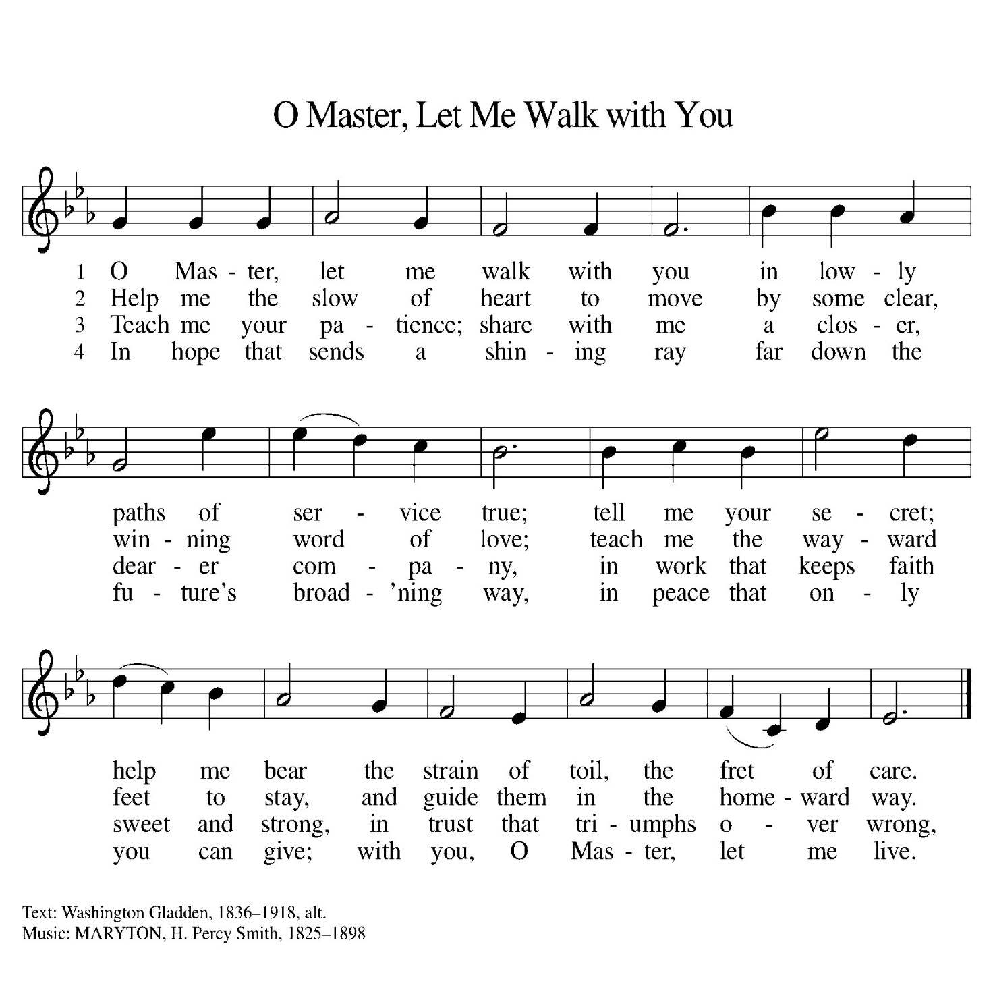 O Master, Let Me Walk with You
1 O Mas - ter, let me walk with you in low - ly
2 Help me the slow of heart to move by some clear,
3 Teach me your pa - tience; share with me a clos - er,
4 In hope that sends a shin - ing ray far down the
paths of ser - vice true; tell me your se - cret;
win - ning word of love; teach me the way - ward
dear - er com - pa - ny, in work that keeps faith
fu - ture's broad - 'ning way, in peace that on - ly
help me bear the strain of toil, the fret of care.
feet to stay, and guide them in the home - ward way.
sweet and strong, in trust that tri - umphs o - ver wrong,
you can give; with you, O Mas - ter, let me live.
Text: Washington Gladden, 1836–1918, alt.
Music: MARYTON, H. Percy Smith, 1825–1898